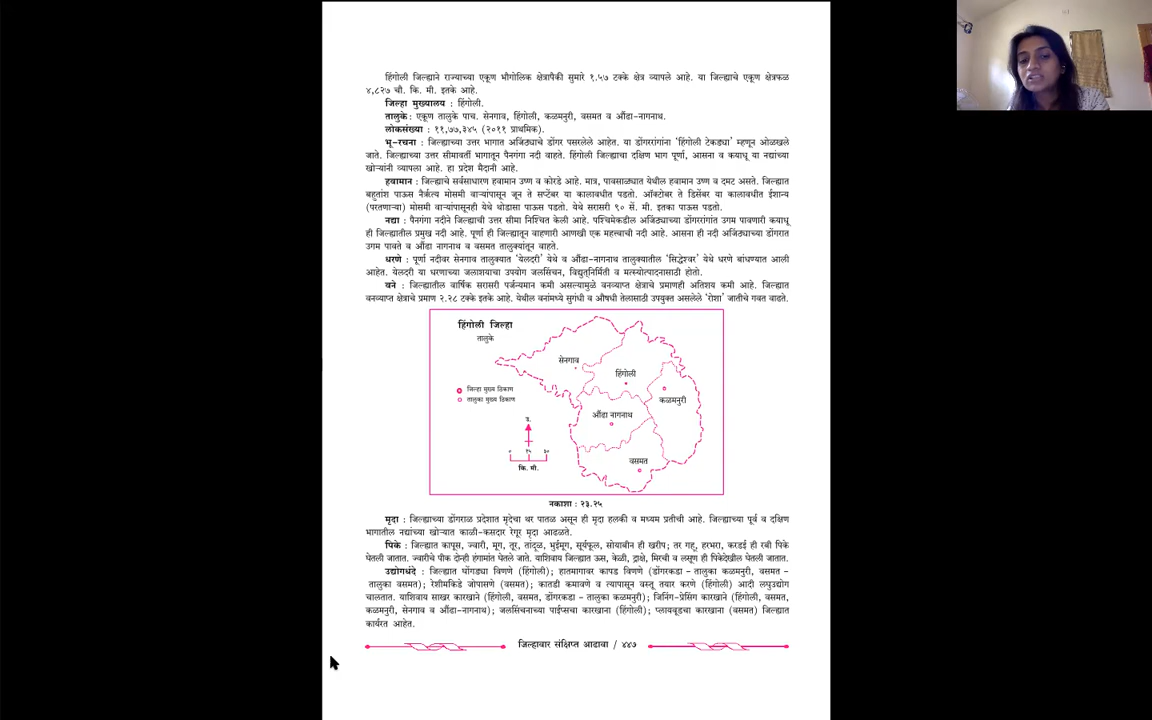 हिंगोली जिल्ह्याने राज्याच्या एकूण भौगोलिक क्षेत्रापैकी सुमारे १.५७ टक्के क्षेत्र व्यापले आहे. या जिल्ह्याचे एकूण क्षेत्रफळ
४,८२७ चौ. कि. मी. इतके आहे.
जिल्हा मुख्यालय : हिंगोली.
तालुके : एकूण तालुके पाच. सेनगाव, हिंगोली, कळमनुरी, वसमत व औंढा-नागनाथ.
लोकसंख्या : ११,७७,३४५ (२०११ प्राथमिक).
भू-रचना : जिल्ह्याच्या उत्तर भागात अजिंठ्याचे डोंगर पसरलेले आहेत. या डोंगररांगांना 'हिंगोली टेकड्या' म्हणून ओळखले
जाते. जिल्ह्याच्या उत्तर सीमावर्ती भागातून पैनगंगा नदी वाहते. हिंगोली जिल्ह्याचा दक्षिण भाग पूर्णा, आसना व कयाधू या नद्यांच्या
खोऱ्यांनी व्यापला आहे. हा प्रदेश मैदानी आहे.
हवामान : जिल्ह्याचे सर्वसाधारण हवामान उष्ण व कोरडे आहे. मात्र, पावसाळ्यात येथील हवामान उष्ण व दमट असते. जिल्ह्यात
बहुतांश पाऊस नैर्ऋत्य मोसमी वाऱ्यांपासून जून ते सप्टेंबर या कालावधीत पडतो. ऑक्टोबर ते डिसेंबर या कालावधीत ईशान्य
(परतणाऱ्या) मोसमी वाऱ्यांपासूनही येथे थोडासा पाऊस पडतो. येथे सरासरी ९० सें. मी. इतका पाऊस पडतो.
नद्या : पैनगंगा नदीने जिल्ह्याची उत्तर सीमा निश्चित केली आहे. पश्चिमेकडील अजिंठ्याच्या डोंगररांगांत उगम पावणारी कयाधू
ही जिल्ह्यातील प्रमुख नदी आहे. पूर्णा ही जिल्ह्यातून वाहणारी आणखी एक महत्त्वाची नदी आहे. आसना ही नदी अजिंठ्याच्या डोंगरात
उगम पावते व औंढा नागनाथ व वसमत तालुक्यांतून वाहते.
धरणे : पूर्णा नदीवर सेनगाव तालुक्यात 'येलदरी' येथे व औंढा-नागनाथ तालुक्यातील 'सिद्धेश्वर' येथे धरणे बांधण्यात आली
आहेत. येलदरी या धरणाच्या जलाशयाचा उपयोग जलसिंचन, विद्युत्‌निर्मिती व मत्स्योत्पादनासाठी होतो.
वने : जिल्ह्यातील वार्षिक सरासरी पर्जन्यमान कमी असल्यामुळे वनव्याप्त क्षेत्राचे प्रमाणही अतिशय कमी आहे. जिल्ह्यात
वनव्याप्त क्षेत्राचे प्रमाण २.२८ टक्के इतके आहे. येथील वनांमध्ये सुगंधी व औषधी तेलासाठी उपयुक्त असलेले 'रोशा' जातीचे गवत वाढते.
हिंगोली जिल्हा
तालुके
सेनगाव
हिंगोली
कळमनुरी
औंढा नागनाथ
वसमत
जिल्हा मुख्य ठिकाण
तालुका मुख्य ठिकाण
उ.
० १५ ३०
कि. मी.
नकाशा : २३.२५
मृदा : जिल्ह्याच्या डोंगराळ प्रदेशात मृदेचा थर पातळ असून ही मृदा हलकी व मध्यम प्रतीची आहे. जिल्ह्याच्या पूर्व व दक्षिण
भागातील नद्यांच्या खोऱ्यात काळी-कसदार रेगूर मृदा आढळते.
पिके : जिल्ह्यात कापूस, ज्वारी, मूग, तूर, तांदूळ, भुईमूग, सूर्यफूल, सोयाबीन ही खरीप; तर गहू, हरभरा, करडई ही रबी पिके
घेतली जातात. ज्वारीचे पीक दोन्ही हंगामांत घेतले जाते. याशिवाय जिल्ह्यात ऊस, केळी, द्राक्षे, मिरची व लसूण ही पिकेदेखील घेतली जातात.
उद्योगधंदे : जिल्ह्यात घोंगड्या विणणे (हिंगोली); हातमागावर कापड विणणे (डोंगरकडा – तालुका कळमनुरी, वसमत –
तालुका वसमत); रेशीमकिडे जोपासणे (वसमत); कातडी कमावणे व त्यापासून वस्तू तयार करणे (हिंगोली) आदी लघुउद्योग
चालतात. याशिवाय साखर कारखाने (हिंगोली, वसमत, डोंगरकडा – तालुका कळमनुरी); जिनिंग-प्रेसिंग कारखाने (हिंगोली, वसमत,
कळमनुरी, सेनगाव व औंढा-नागनाथ); जलसिंचनाच्या पाईप्सचा कारखाना (हिंगोली); प्लायवूडचा कारखाना (वसमत) जिल्ह्यात
कार्यरत आहेत.
जिल्हावार संक्षिप्त आढावा / ४४७